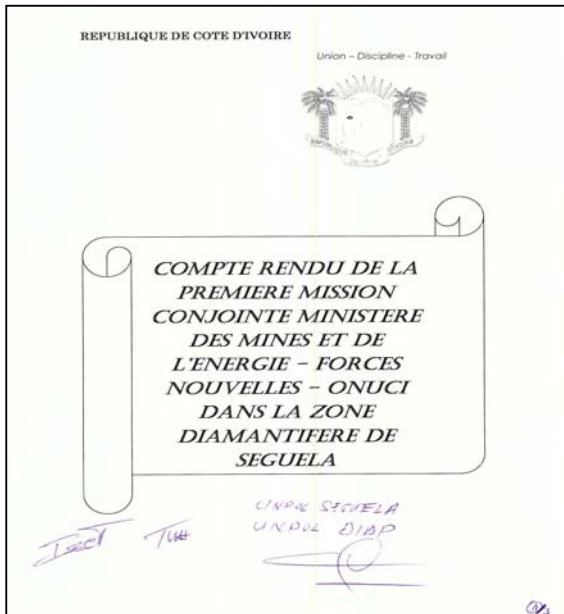 REPUBLIQUE DE COTE D'IVOIRE
Union – Discipline - Travail
COMPTE RENDU DE LA
PREMIERE MISSION
CONJOINTE MINISTERE
DES MINES ET DE
L'ENERGIE – FORCES
NOUVELLES – ONUCI
DANS LA ZONE
DIAMANTIFERE DE
SEGUELA
UNPOL SEGUELA
UNPOL